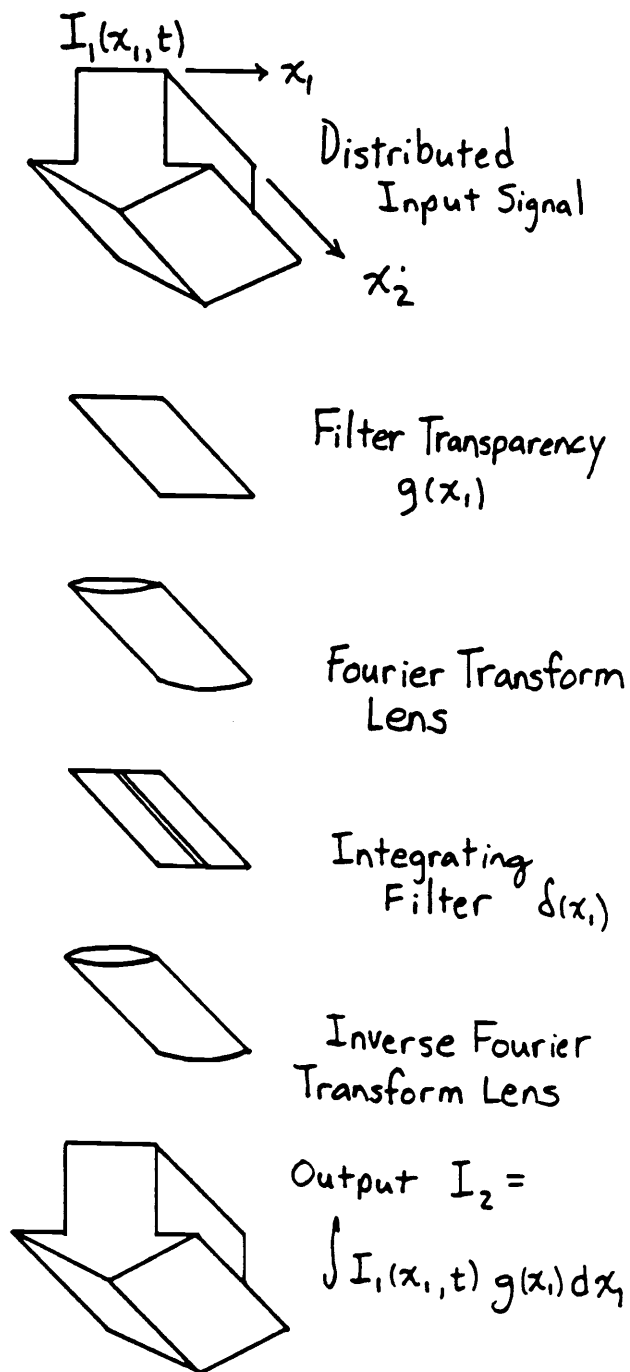 I₁(x₁, t)
x₁
Distributed
Input Signal
x₂
Filter Transparency
g(x₁)
Fourier Transform
Lens
Integrating
Filter δ(x₁)
Inverse Fourier
Transform Lens
Output I₂ =
∫I₁(x₁, t) g(x₁) dx₁